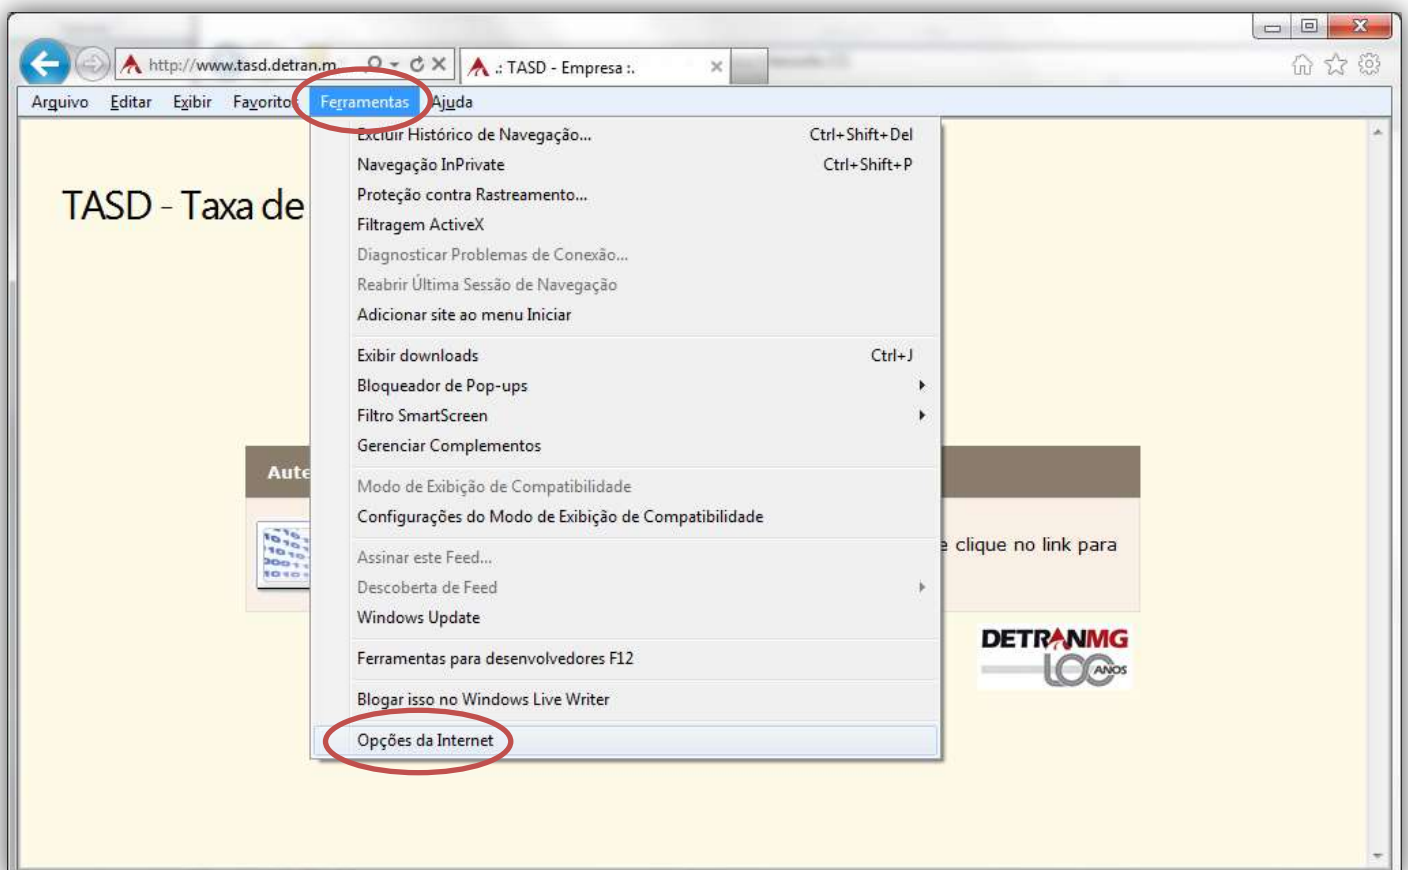 http://www.tasd.detran.m
.: TASD - Empresa :.
Arquivo Editar Exibir Favoritos Ferramentas Ajuda
TASD - Taxa de
Excluir Histórico de Navegação... Ctrl+Shift+Del
Navegação InPrivate Ctrl+Shift+P
Proteção contra Rastreamento...
Filtragem ActiveX
Diagnosticar Problemas de Conexão...
Reabrir Última Sessão de Navegação
Adicionar site ao menu Iniciar
Exibir downloads Ctrl+J
Bloqueador de Pop-ups
Filtro SmartScreen
Gerenciar Complementos
Aute
Modo de Exibição de Compatibilidade
Configurações do Modo de Exibição de Compatibilidade
Assinar este Feed...
e clique no link para
Descoberta de Feed
Windows Update
Ferramentas para desenvolvedores F12
DETRANMG
100 ANOS
Blogar isso no Windows Live Writer
Opções da Internet